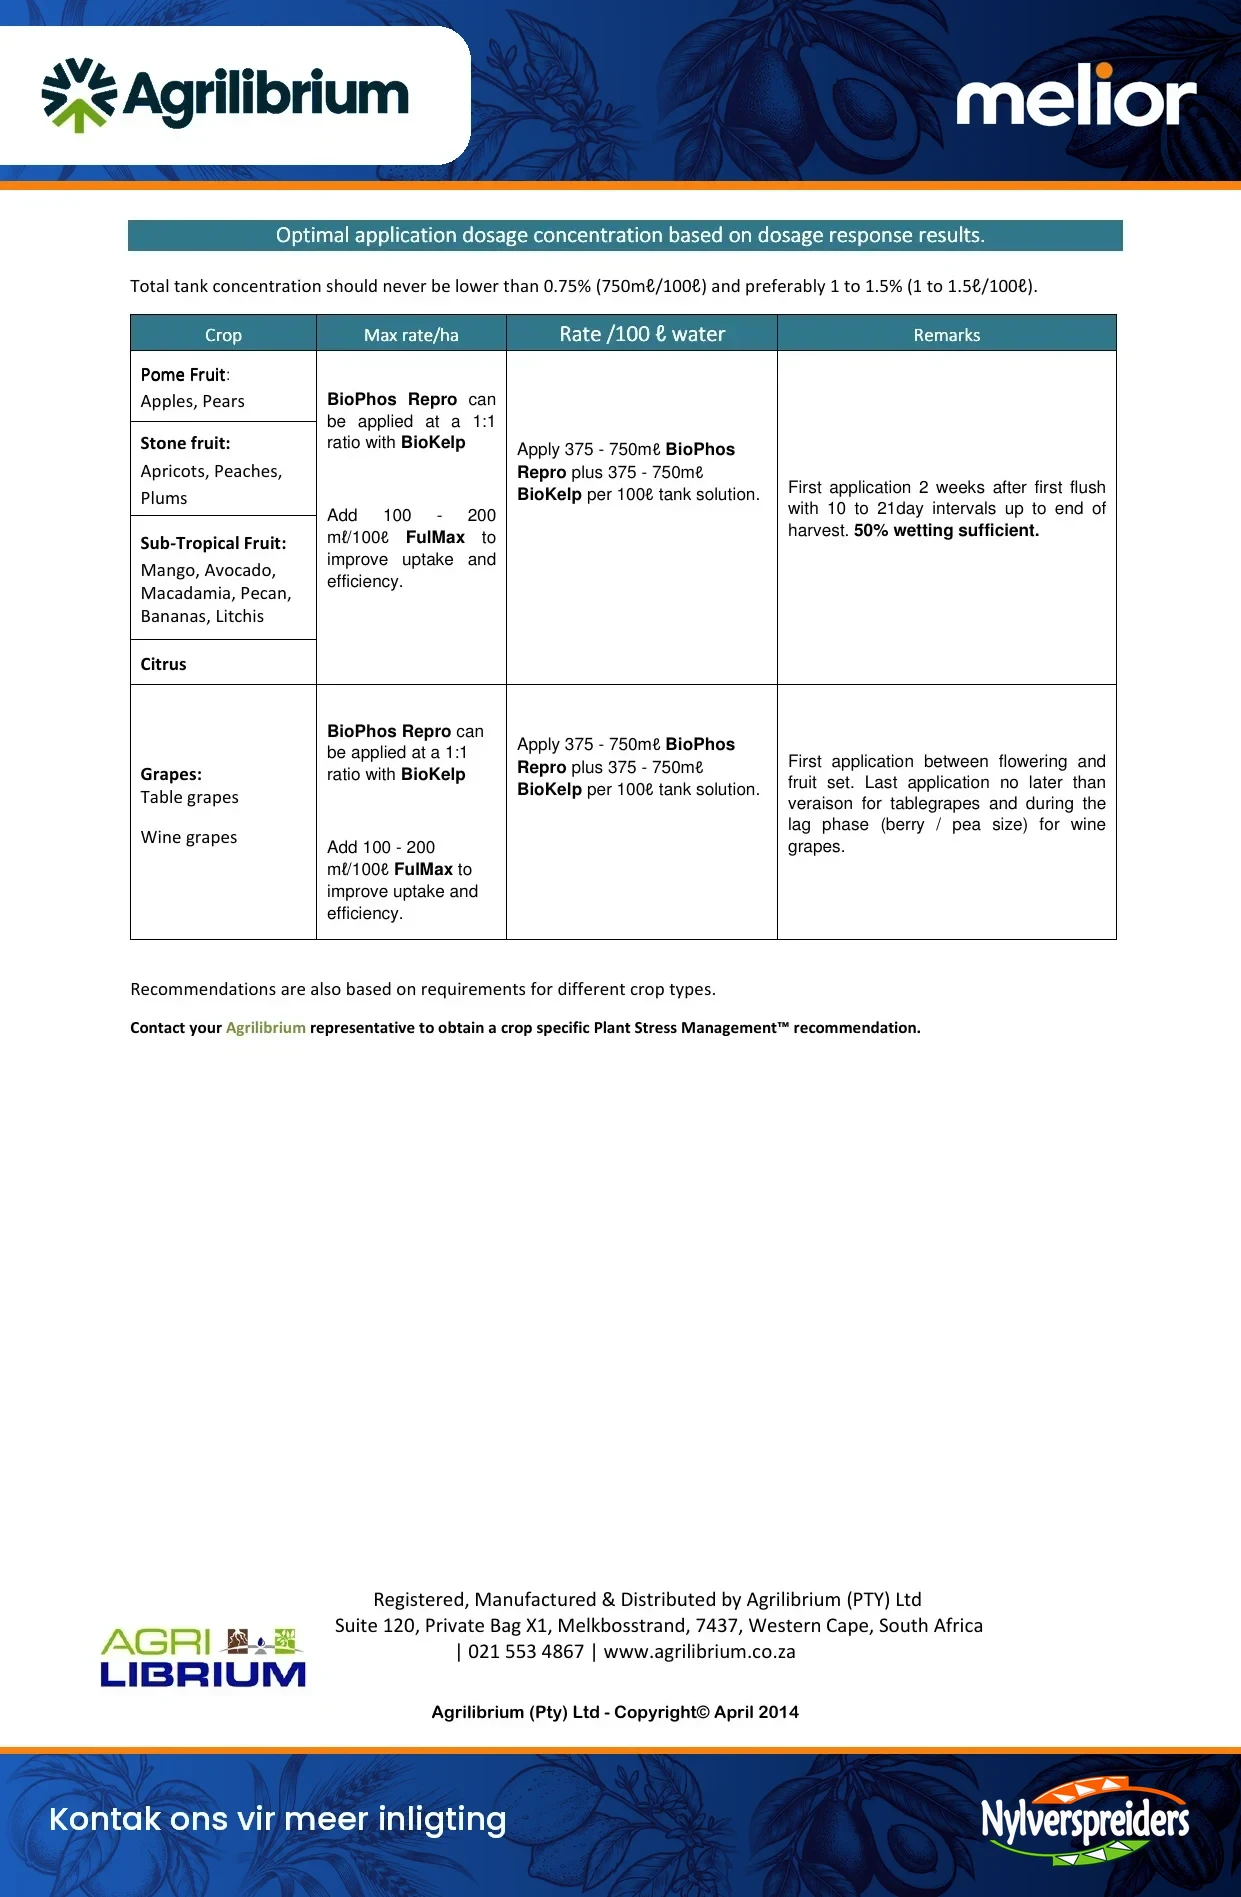 Agrilibrium
melior
Optimal application dosage concentration based on dosage response results.
Total tank concentration should never be lower than 0.75% (750mℓ/100ℓ) and preferably 1 to 1.5% (1 to 1.5ℓ/100ℓ).
Crop
Max rate/ha
Rate /100 ℓ water
Remarks
Pome Fruit:
Apples, Pears
Stone fruit:
Apricots, Peaches,
Plums
Sub-Tropical Fruit:
Mango, Avocado,
Macadamia, Pecan,
Bananas, Litchis
Citrus
BioPhos Repro can
be applied at a 1:1
ratio with BioKelp
Add 100 - 200
mℓ/100ℓ FulMax to
improve uptake and
efficiency.
Apply 375 - 750mℓ BioPhos
Repro plus 375 - 750mℓ
BioKelp per 100ℓ tank solution.
First application 2 weeks after first flush
with 10 to 21day intervals up to end of
harvest. 50% wetting sufficient.
Grapes:
Table grapes
Wine grapes
BioPhos Repro can
be applied at a 1:1
ratio with BioKelp
Add 100 - 200
mℓ/100ℓ FulMax to
improve uptake and
efficiency.
Apply 375 - 750mℓ BioPhos
Repro plus 375 - 750mℓ
BioKelp per 100ℓ tank solution.
First application between flowering and
fruit set. Last application no later than
veraison for tablegrapes and during the
lag phase (berry / pea size) for wine
grapes.
Recommendations are also based on requirements for different crop types.
Contact your Agrilibrium representative to obtain a crop specific Plant Stress Management™ recommendation.
Registered, Manufactured & Distributed by Agrilibrium (PTY) Ltd
Suite 120, Private Bag X1, Melkbosstrand, 7437, Western Cape, South Africa
| 021 553 4867 | www.agrilibrium.co.za
AGRI
LIBRIUM
Agrilibrium (Pty) Ltd - Copyright© April 2014
Kontak ons vir meer inligting
Nylverspreiders